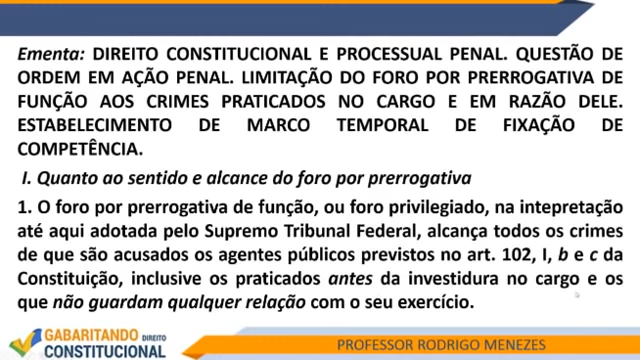 Ementa: DIREITO CONSTITUCIONAL E PROCESSUAL PENAL. QUESTÃO DE
ORDEM EM AÇÃO PENAL. LIMITAÇÃO DO FORO POR PRERROGATIVA DE
FUNÇÃO AOS CRIMES PRATICADOS NO CARGO E EM RAZÃO DELE.
ESTABELECIMENTO DE MARCO TEMPORAL DE FIXAÇÃO DE
COMPETÊNCIA.
I. Quanto ao sentido e alcance do foro por prerrogativa
1. O foro por prerrogativa de função, ou foro privilegiado, na intepretação
até aqui adotada pelo Supremo Tribunal Federal, alcança todos os crimes
de que são acusados os agentes públicos previstos no art. 102, I, b e c da
Constituição, inclusive os praticados antes da investidura no cargo e os
que não guardam qualquer relação com o seu exercício.
GABARITANDO DIREITO
CONSTITUCIONAL
PROFESSOR RODRIGO MENEZES